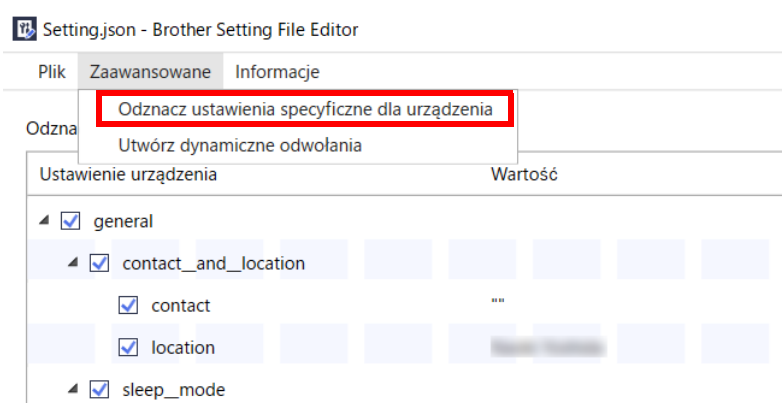 Setting.json - Brother Setting File Editor
Plik Zaawansowane Informacje
Odznacz ustawienia specyficzne dla urządzenia
Utwórz dynamiczne odwołania
Ustawienie urządzenia Wartość
general
contact__and__location
contact ""
location
sleep__mode